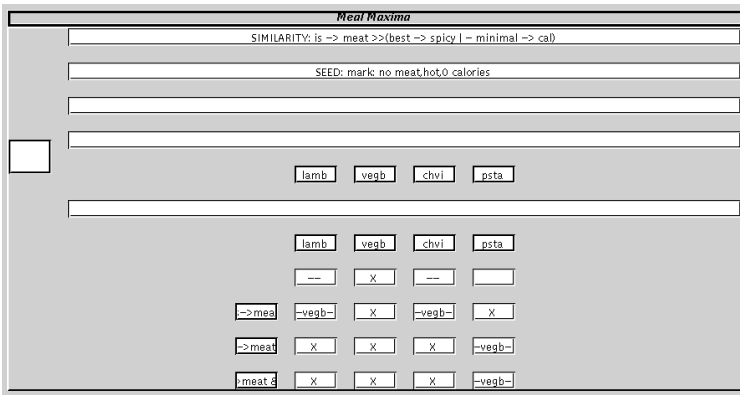 Meal Maxima
SIMILARITY: is -> meat >>(best -> spicy | - minimal -> cal)
SEED: mark: no meat,hot,0 calories
lamb vegb chvi psta
lamb vegb chvi psta
-- X --
:->mea -vegb- X -vegb- X
->meat X X X -vegb-
>meat & X X X -vegb-